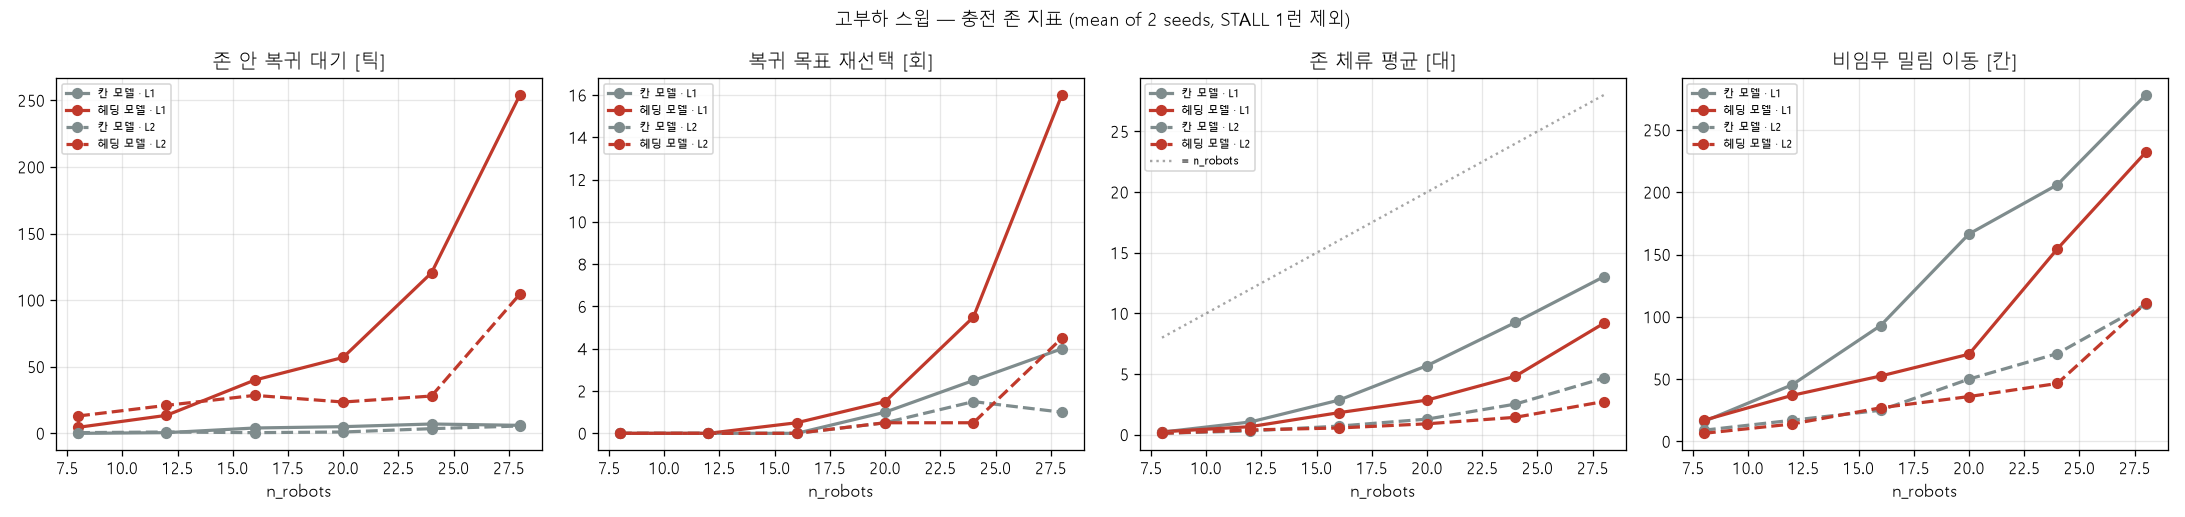 고부하 스윕 — 충전 존 지표 (mean of 2 seeds, STALL 1런 제외)
존 안 복귀 대기 [틱]
칸 모델 · L1
헤딩 모델 · L1
칸 모델 · L2
헤딩 모델 · L2
250
200
150
100
50
0
7.5 10.0 12.5 15.0 17.5 20.0 22.5 25.0 27.5
n_robots
복귀 목표 재선택 [회]
칸 모델 · L1
헤딩 모델 · L1
칸 모델 · L2
헤딩 모델 · L2
16
14
12
10
8
6
4
2
0
7.5 10.0 12.5 15.0 17.5 20.0 22.5 25.0 27.5
n_robots
존 체류 평균 [대]
칸 모델 · L1
헤딩 모델 · L1
칸 모델 · L2
헤딩 모델 · L2
= n_robots
25
20
15
10
5
0
7.5 10.0 12.5 15.0 17.5 20.0 22.5 25.0 27.5
n_robots
비임무 밀림 이동 [칸]
칸 모델 · L1
헤딩 모델 · L1
칸 모델 · L2
헤딩 모델 · L2
250
200
150
100
50
0
7.5 10.0 12.5 15.0 17.5 20.0 22.5 25.0 27.5
n_robots